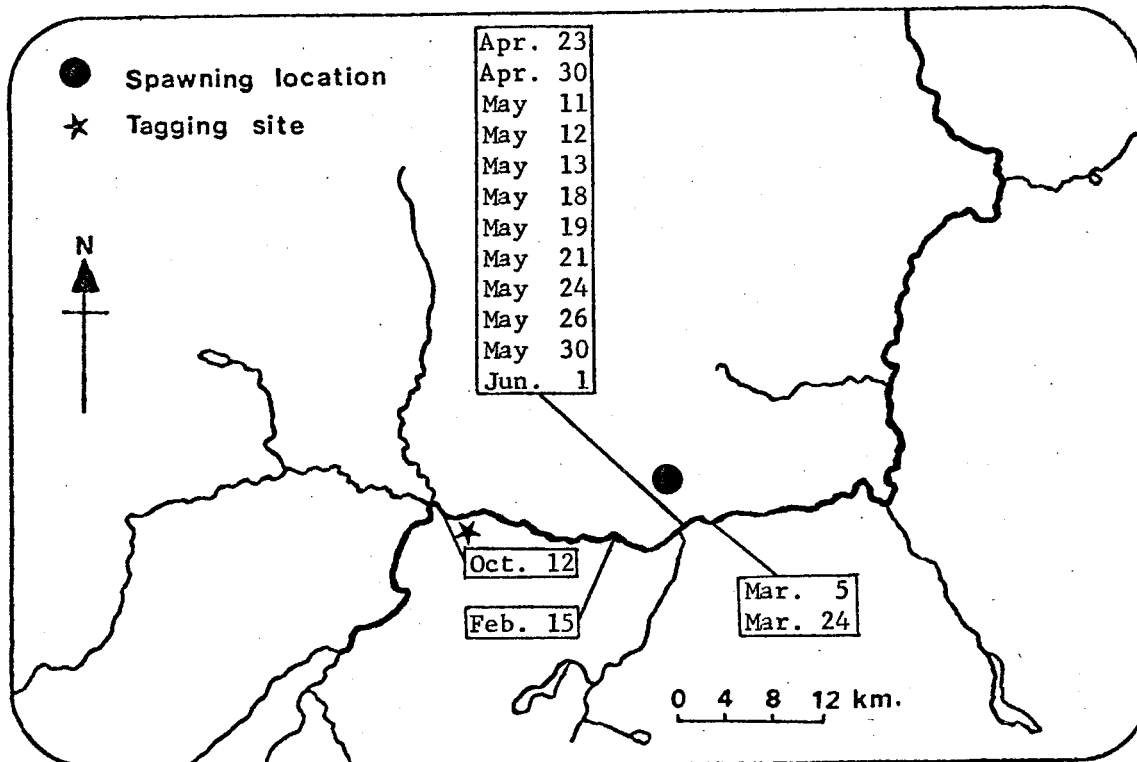 Spawning location
Tagging site
N
Apr. 23
Apr. 30
May 11
May 12
May 13
May 18
May 19
May 21
May 24
May 26
May 30
Jun. 1
Oct. 12
Feb. 15
Mar. 5
Mar. 24
0 4 8 12 km.